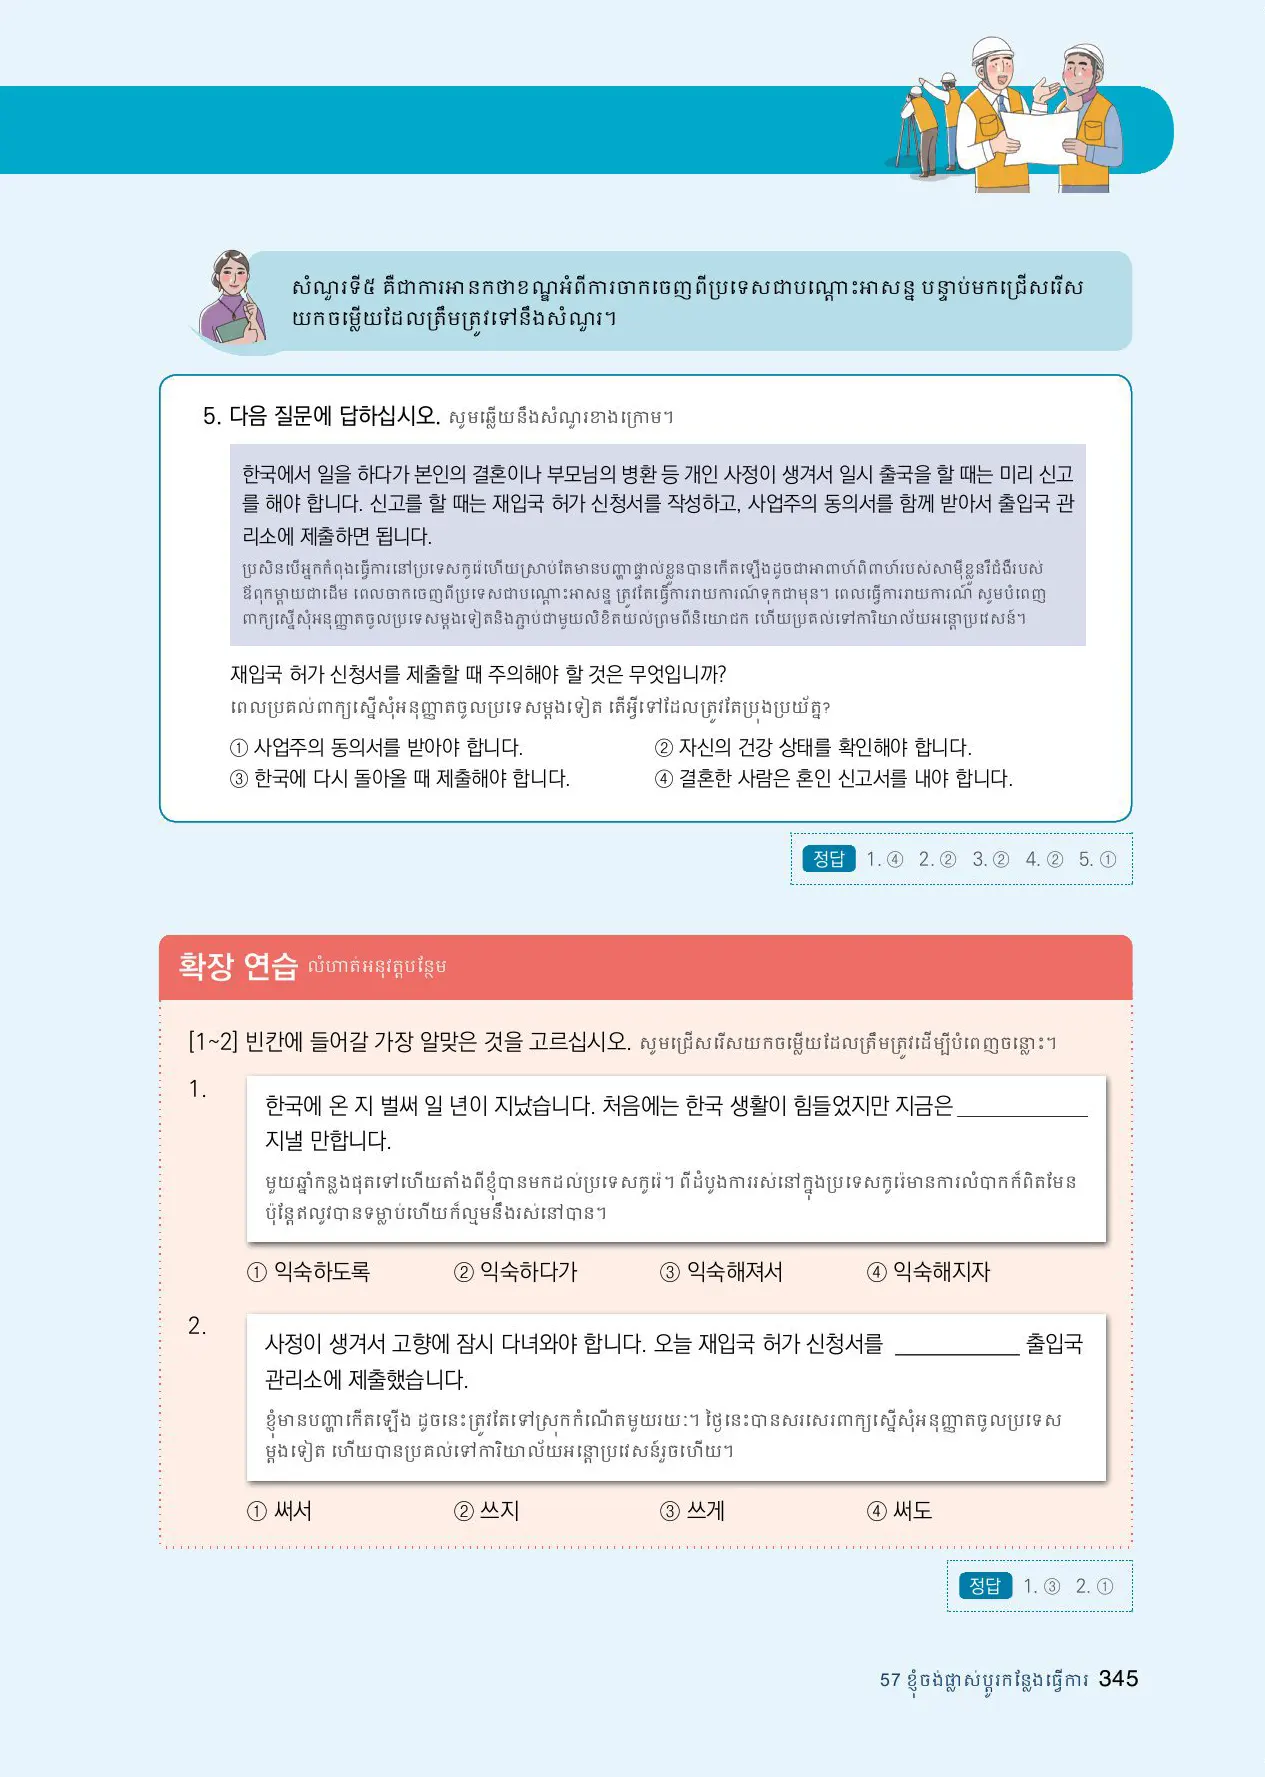 សំណួរទី៥ គឺជាការអានកថាខណ្ឌអំពីការចាកចេញពីប្រទេសជាបណ្តោះអាសន្ន បន្ទាប់មកជ្រើសរើស
យកចម្លើយដែលត្រឹមត្រូវទៅនឹងសំណួរ។
5. 다음 질문에 답하십시오. សូមឆ្លើយនឹងសំណួរខាងក្រោម។
한국에서 일을 하다가 본인의 결혼이나 부모님의 병환 등 개인 사정이 생겨서 일시 출국을 할 때는 미리 신고
를 해야 합니다. 신고를 할 때는 재입국 허가 신청서를 작성하고, 사업주의 동의서를 함께 받아서 출입국 관
리소에 제출하면 됩니다.
ប្រសិនបើអ្នកកំពុងធ្វើការនៅប្រទេសកូរ៉េហើយស្រាប់តែមានបញ្ហាផ្ទាល់ខ្លួនបានកើតឡើងដូចជាអាពាហ៍ពិពាហ៍របស់សាម៉ីខ្លួនរឺជំងឺរបស់
ឪពុកម្តាយជាដើម ពេលចាកចេញពីប្រទេសជាបណ្តោះអាសន្ន ត្រូវតែធ្វើការរាយការណ៍ទុកជាមុន។ ពេលធ្វើការរាយការណ៍ សូមបំពេញ
ពាក្យស្នើសុំអនុញ្ញាតចូលប្រទេសម្តងទៀតនិងភ្ជាប់ជាមួយលិខិតយល់ព្រមពីនិយោជក ហើយប្រគល់ទៅការិយាល័យអន្តោប្រវេសន៍។
재입국 허가 신청서를 제출할 때 주의해야 할 것은 무엇입니까?
ពេលប្រគល់ពាក្យស្នើសុំអនុញ្ញាតចូលប្រទេសម្តងទៀត តើអ្វីទៅដែលត្រូវតែប្រុងប្រយ័ត្ន?
① 사업주의 동의서를 받아야 합니다. ② 자신의 건강 상태를 확인해야 합니다.
③ 한국에 다시 돌아올 때 제출해야 합니다. ④ 결혼한 사람은 혼인 신고서를 내야 합니다.
정답 1. ④ 2. ② 3. ② 4. ② 5. ①
확장 연습 លំហាត់អនុវត្តបន្ថែម
[1~2] 빈칸에 들어갈 가장 알맞은 것을 고르십시오. សូមជ្រើសរើសយកចម្លើយដែលត្រឹមត្រូវដើម្បីបំពេញចន្លោះ។
1.
한국에 온 지 벌써 일 년이 지났습니다. 처음에는 한국 생활이 힘들었지만 지금은 ____________
지낼 만합니다.
មួយឆ្នាំកន្លងផុតទៅហើយតាំងពីខ្ញុំបានមកដល់ប្រទេសកូរ៉េ។ ពីដំបូងការរស់នៅក្នុងប្រទេសកូរ៉េមានការលំបាកក៏ពិតមែន
ប៉ុន្តែឥលូវបានទម្លាប់ហើយក៏ល្មមនឹងរស់នៅបាន។
① 익숙하도록 ② 익숙하다가 ③ 익숙해져서 ④ 익숙해지자
2.
사정이 생겨서 고향에 잠시 다녀와야 합니다. 오늘 재입국 허가 신청서를 ____________ 출입국
관리소에 제출했습니다.
ខ្ញុំមានបញ្ហាកើតឡើង ដូចនេះត្រូវតែទៅស្រុកកំណើតមួយរយៈ។ ថ្ងៃនេះបានសរសេរពាក្យស្នើសុំអនុញ្ញាតចូលប្រទេស
ម្តងទៀត ហើយបានប្រគល់ទៅការិយាល័យអន្តោប្រវេសន៍រួចហើយ។
① 써서 ② 쓰지 ③ 쓰게 ④ 써도
정답 1. ③ 2. ①
57 ខ្ញុំចង់ផ្លាស់ប្តូរកន្លែងធ្វើការ 345